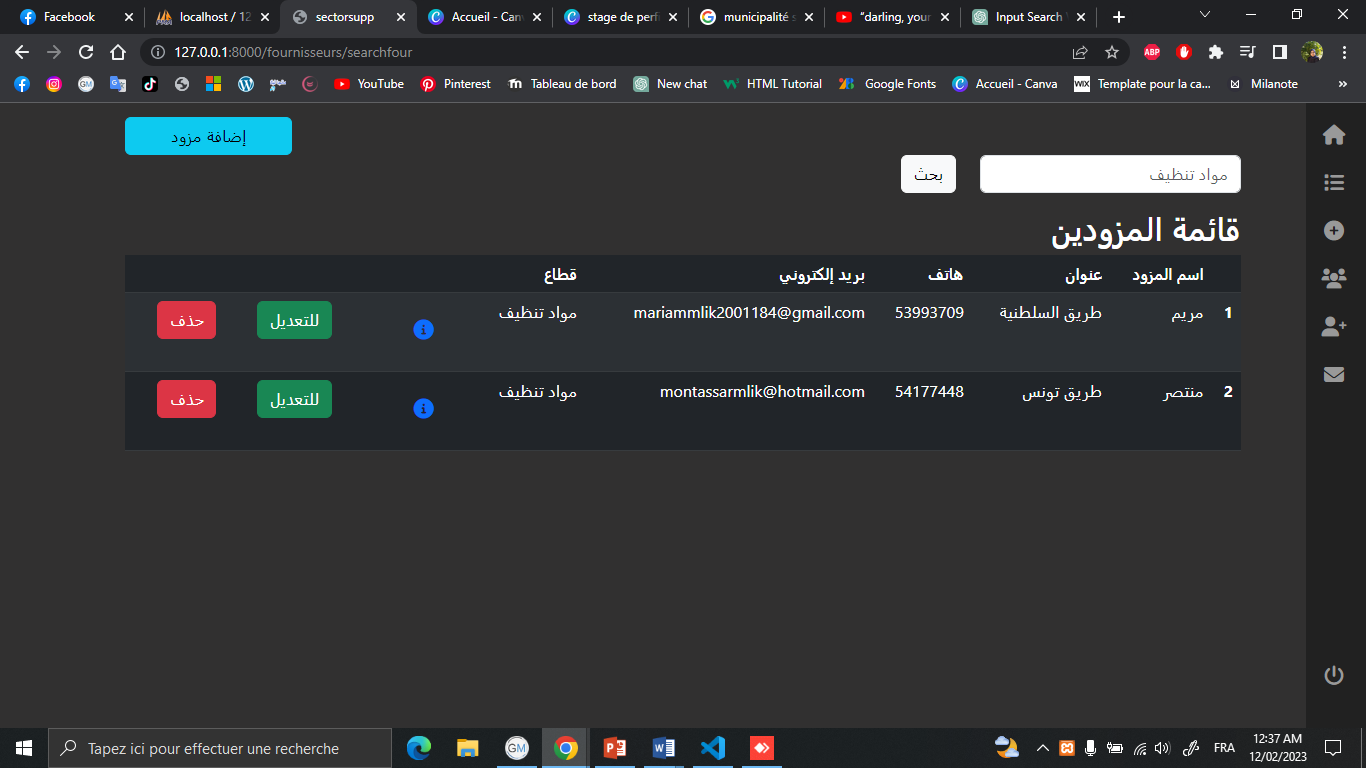 Facebook
localhost / 12
sectorsupp
Accueil - Can
stage de perf
municipalité s
"darling, your
Input Search
127.0.0.1:8000/fournisseurs/searchfour
ABP
GM
YouTube
Pinterest
Tableau de bord
New chat
HTML Tutorial
Google Fonts
Accueil - Canva
WIX
Template pour la ca...
Milanote
»
إضافة مزود
مواد تنظيف
بحث
قائمة المزودين
اسم المزود عنوان هاتف بريد إلكتروني قطاع
1 مريم طريق السلطنية 53993709 mariammlik2001184@gmail.com مواد تنظيف للتعديل حذف
2 منتصر طريق تونس 54177448 montassarmlik@hotmail.com مواد تنظيف للتعديل حذف
Tapez ici pour effectuer une recherche
GM
FRA
12:37 AM
12/02/2023